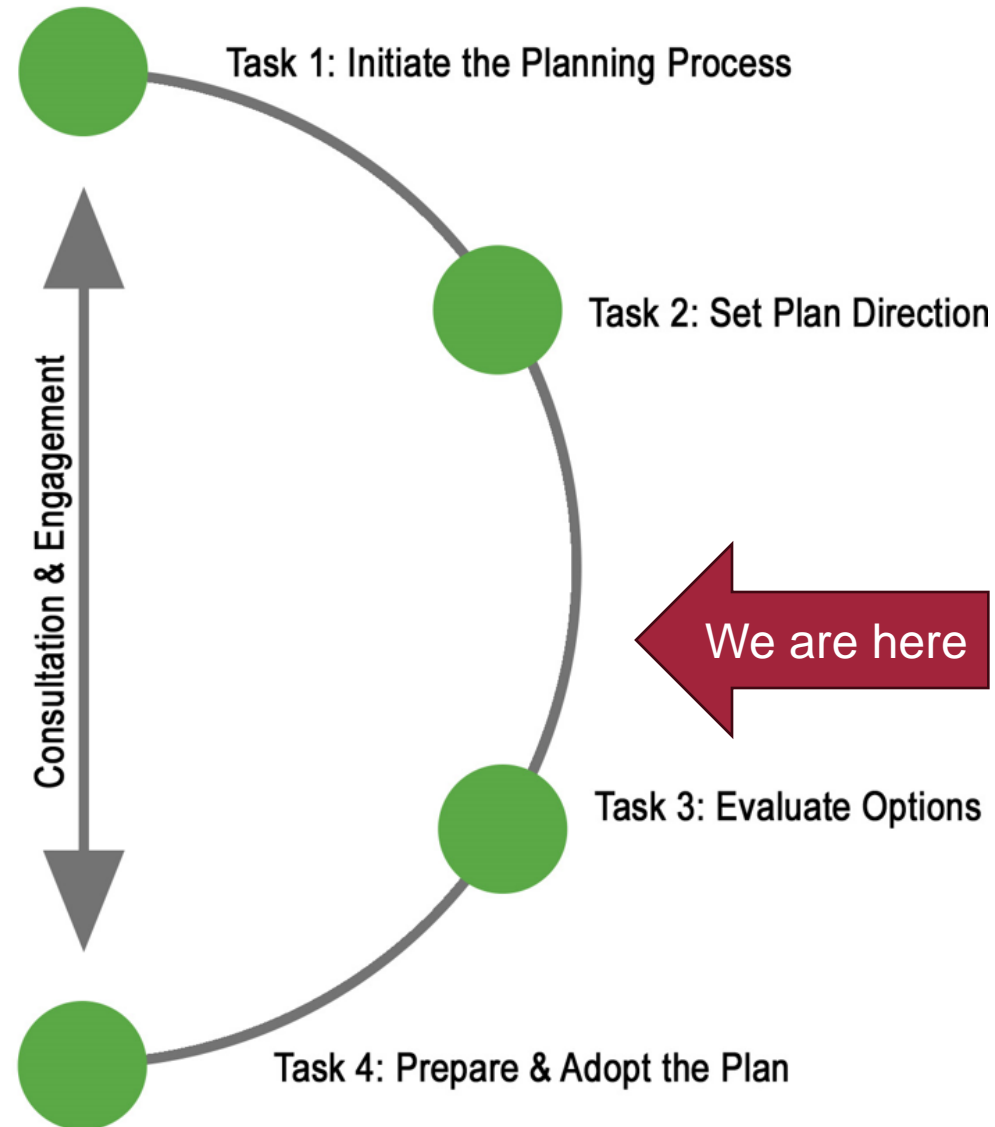 Task 1: Initiate the Planning Process
Task 2: Set Plan Direction
Consultation & Engagement
We are here
Task 3: Evaluate Options
Task 4: Prepare & Adopt the Plan